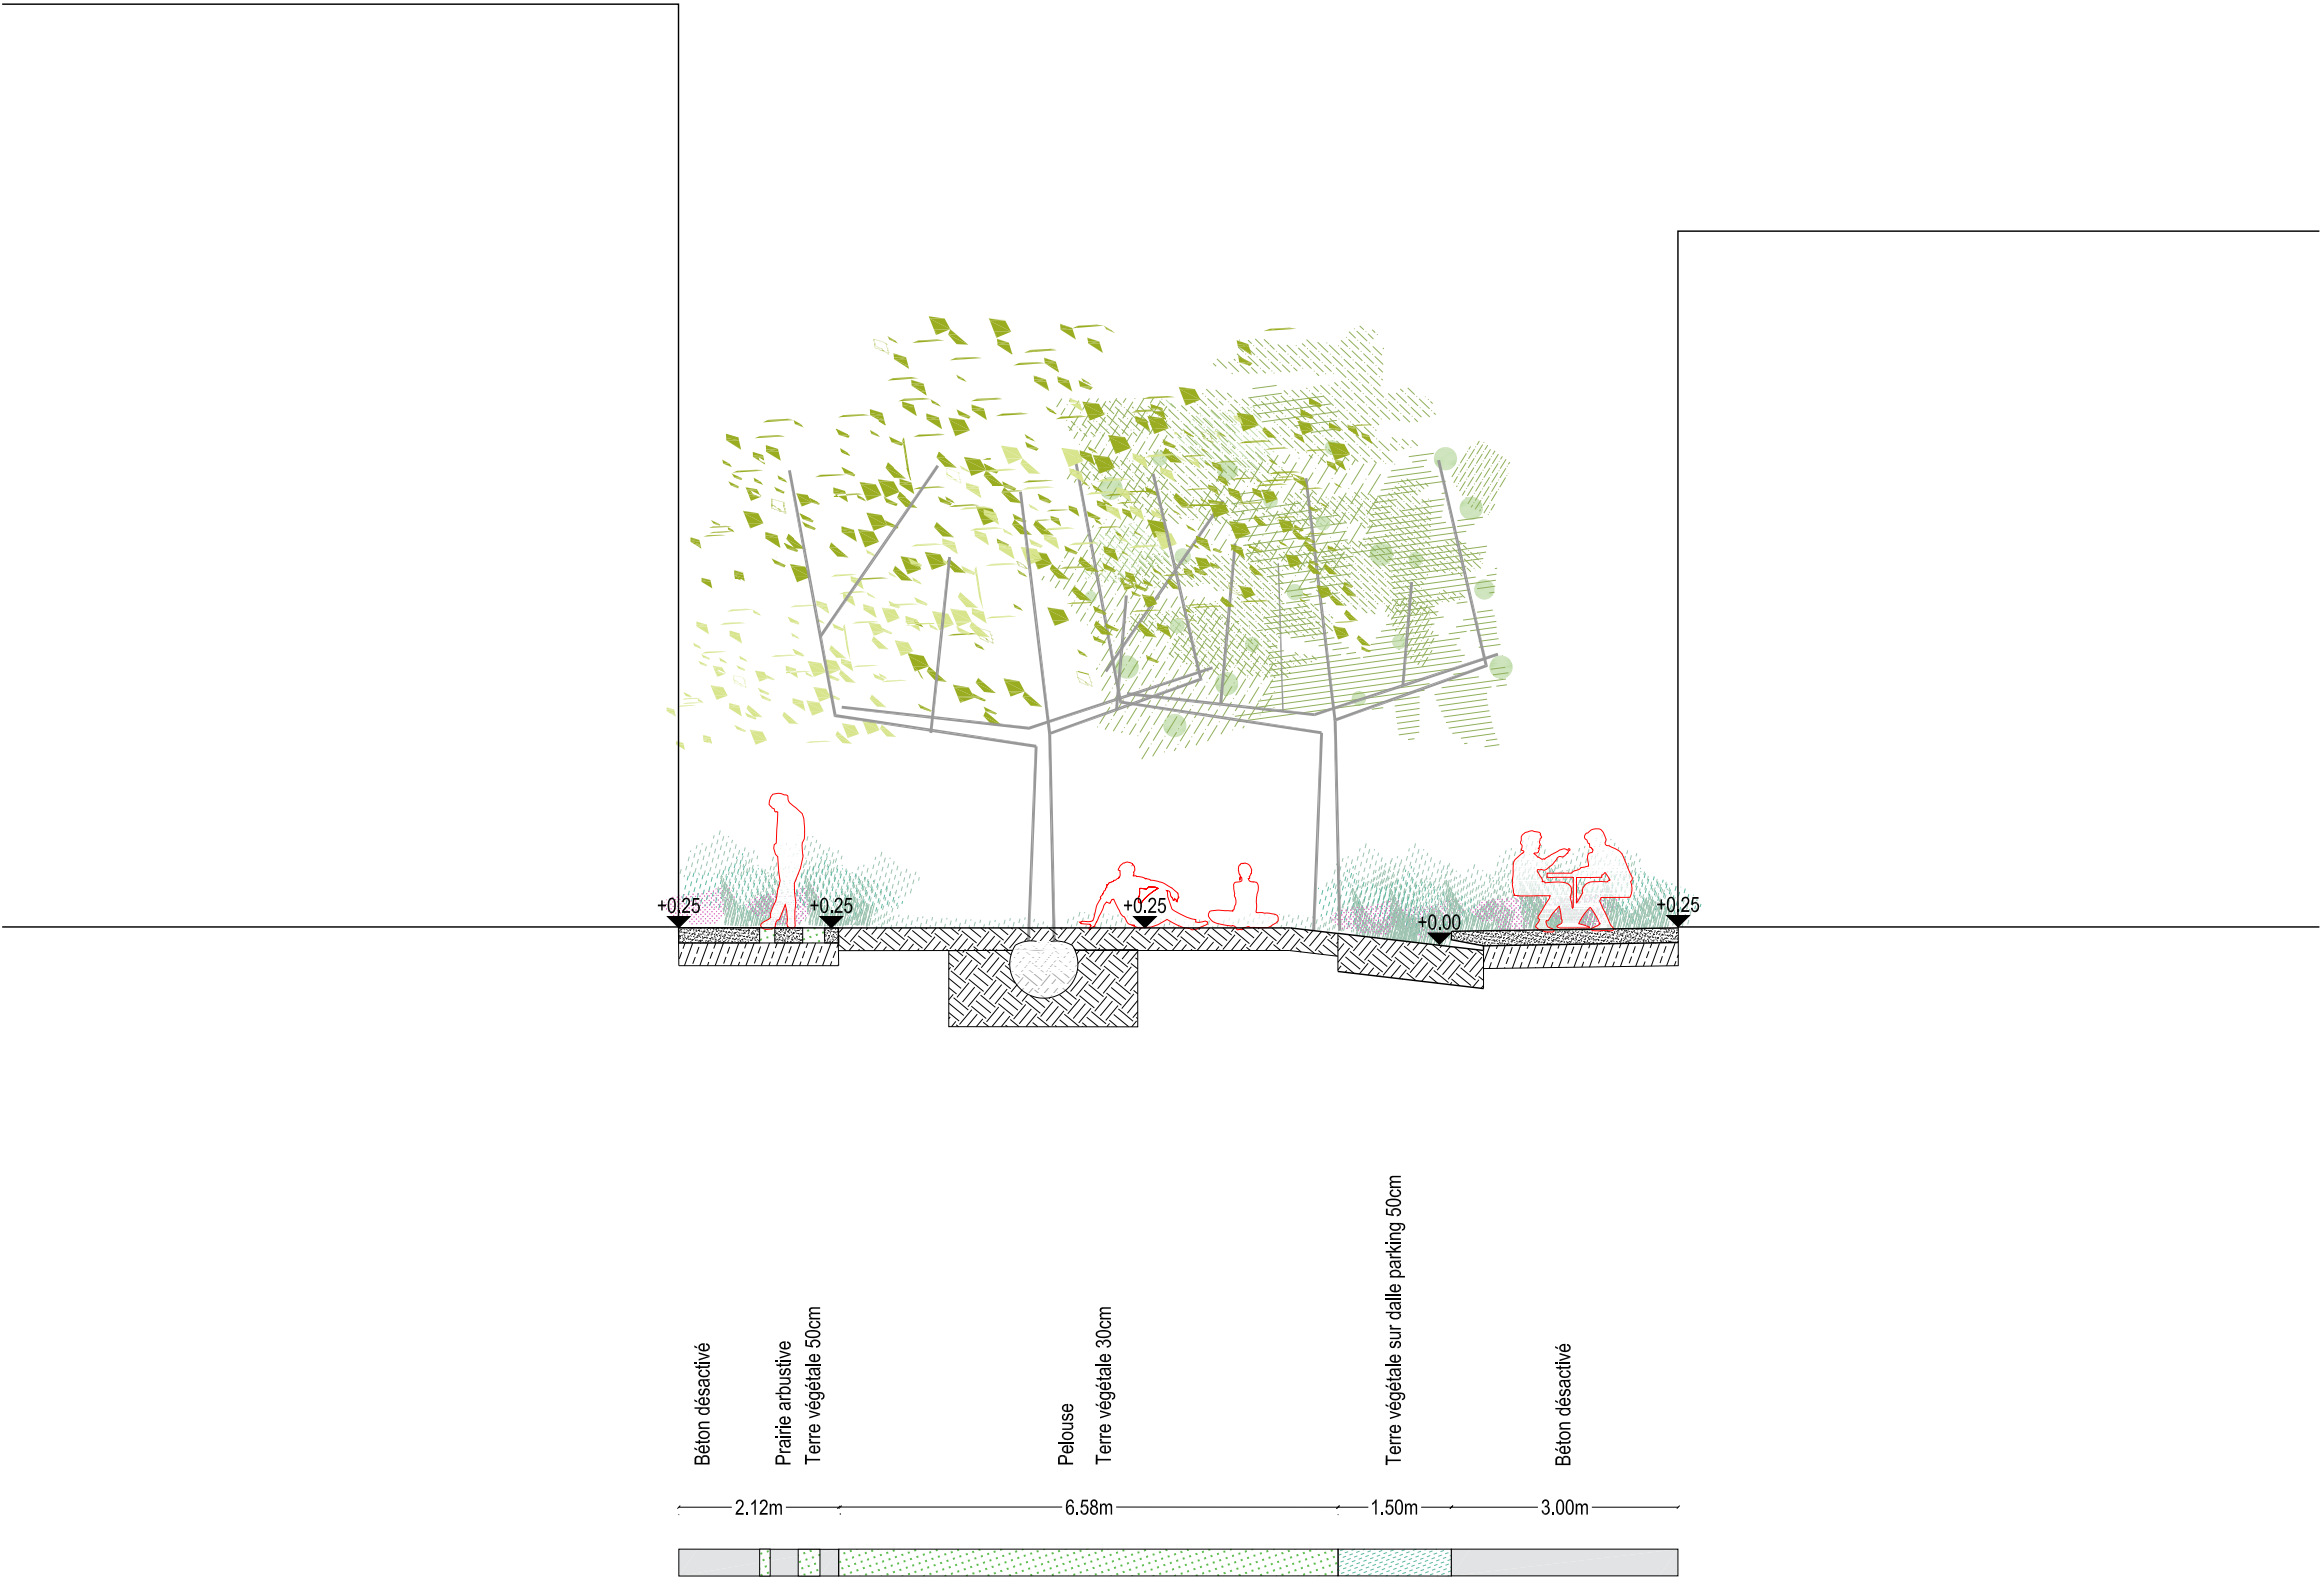 +0.25
+0.25
+0.25
+0.00
+0.25
Béton désactivé
Prairie arbustive
Terre végétale 50cm
Pelouse
Terre végétale 30cm
Terre végétale sur dalle parking 50cm
Béton désactivé
2.12m
6.58m
1.50m
3.00m